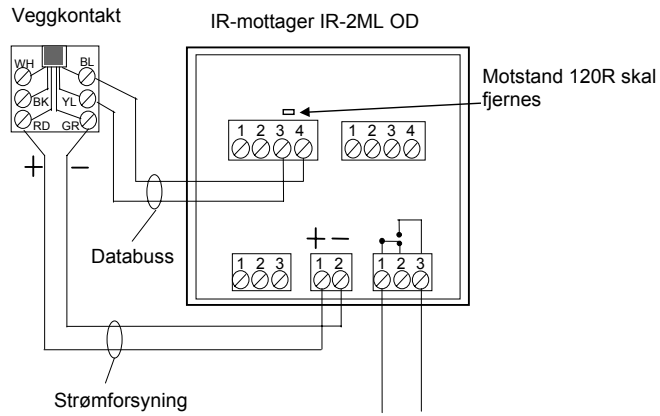 Veggkontakt
IR-mottager IR-2ML OD
WH BL
BK YL
RD GR
+ −
Motstand 120R skal
fjernes
1 2 3 4
1 2 3 4
Databuss
+ −
1 2 3
1 2
1 2 3
Strømforsyning